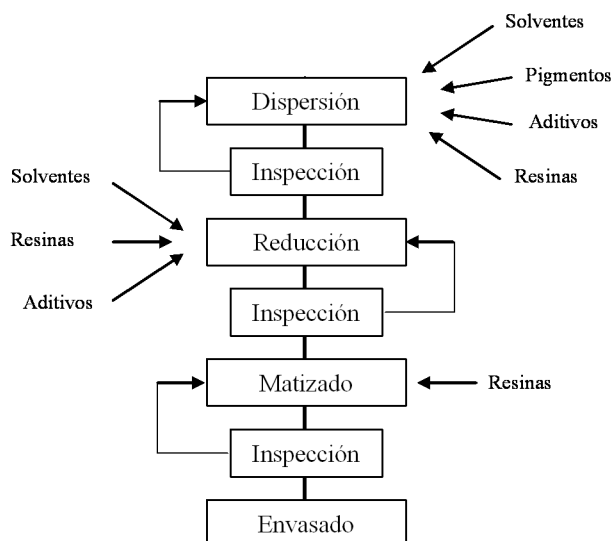 Solventes
Pigmentos
Dispersión
Aditivos
Resinas
Inspección
Solventes
Resinas
Aditivos
Reducción
Inspección
Matizado
Resinas
Inspección
Envasado